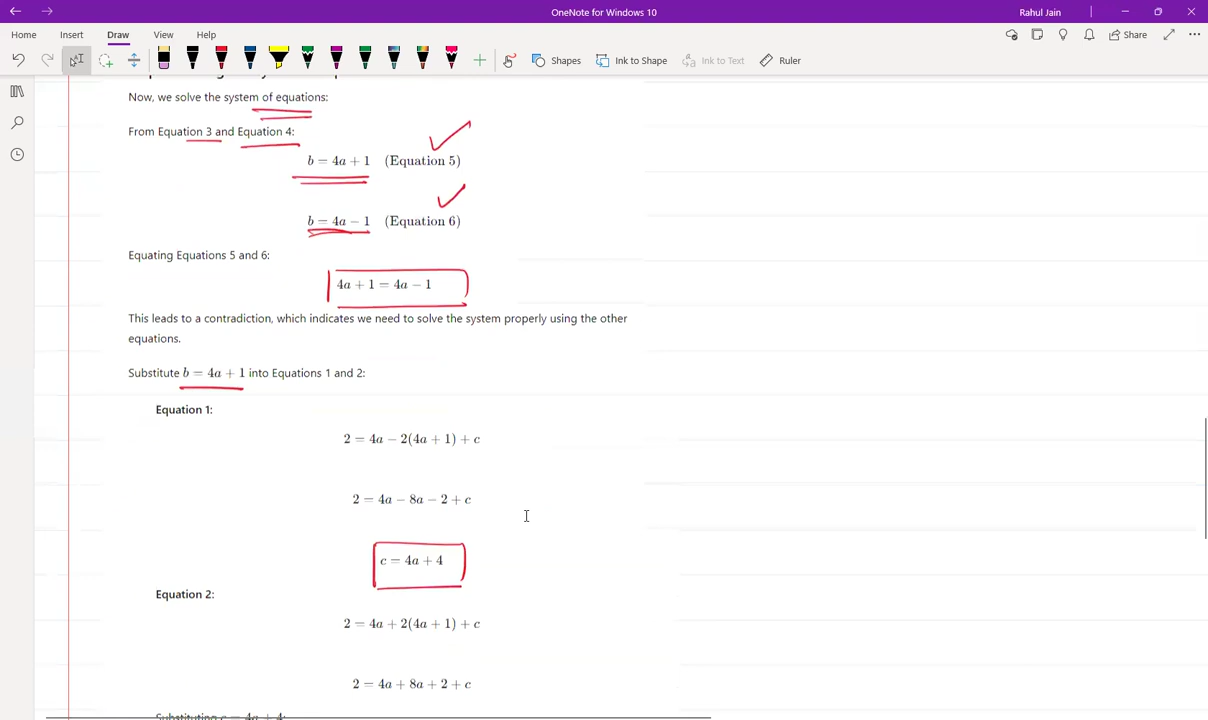 OneNote for Windows 10
Rahul Jain
Home Insert Draw View Help
Share
Shapes Ink to Shape Ink to Text Ruler
Now, we solve the system of equations:
From Equation 3 and Equation 4:
b = 4a + 1 (Equation 5)
b = 4a − 1 (Equation 6)
Equating Equations 5 and 6:
4a + 1 = 4a − 1
This leads to a contradiction, which indicates we need to solve the system properly using the other
equations.
Substitute b = 4a + 1 into Equations 1 and 2:
Equation 1:
2 = 4a − 2(4a + 1) + c
2 = 4a − 8a − 2 + c
c = 4a + 4
Equation 2:
2 = 4a + 2(4a + 1) + c
2 = 4a + 8a + 2 + c
Substituting c = 4a + 4: